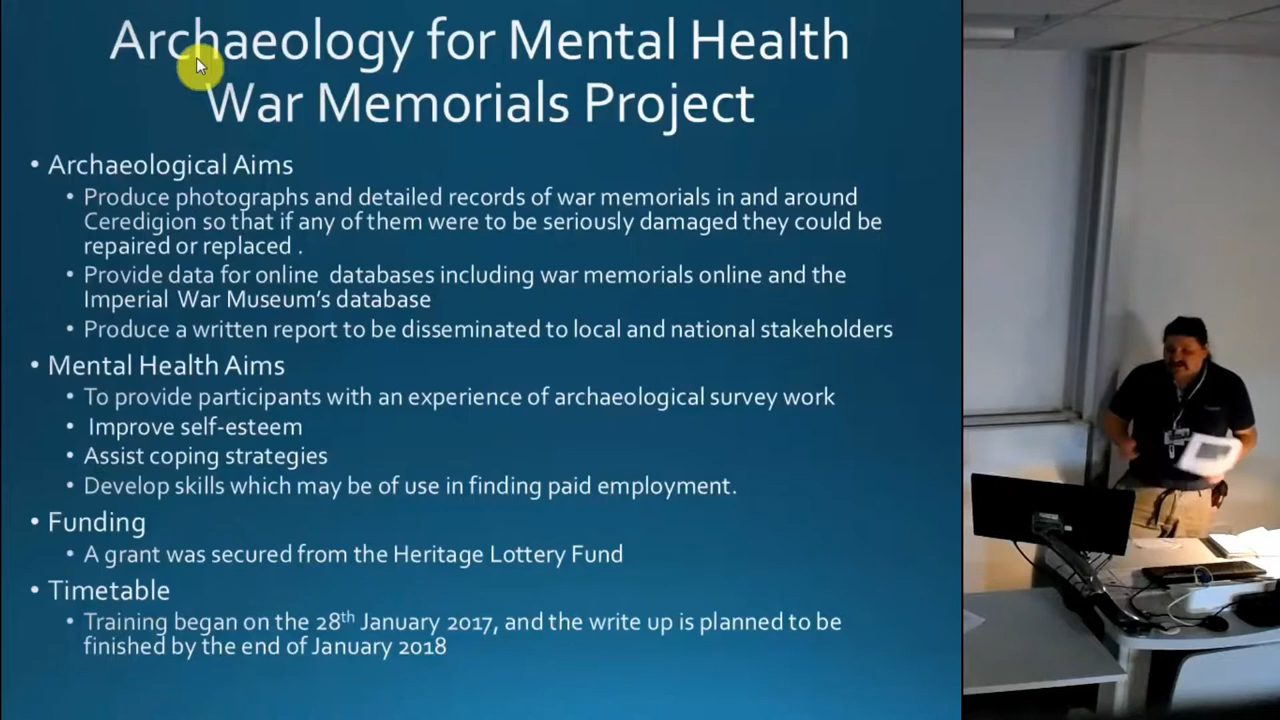 Archaeology for Mental Health
War Memorials Project
• Archaeological Aims
• Produce photographs and detailed records of war memorials in and around
Ceredigion so that if any of them were to be seriously damaged they could be
repaired or replaced .
• Provide data for online databases including war memorials online and the
Imperial War Museum's database
• Produce a written report to be disseminated to local and national stakeholders
• Mental Health Aims
• To provide participants with an experience of archaeological survey work
• Improve self-esteem
• Assist coping strategies
• Develop skills which may be of use in finding paid employment.
• Funding
• A grant was secured from the Heritage Lottery Fund
• Timetable
• Training began on the 28th January 2017, and the write up is planned to be
finished by the end of January 2018